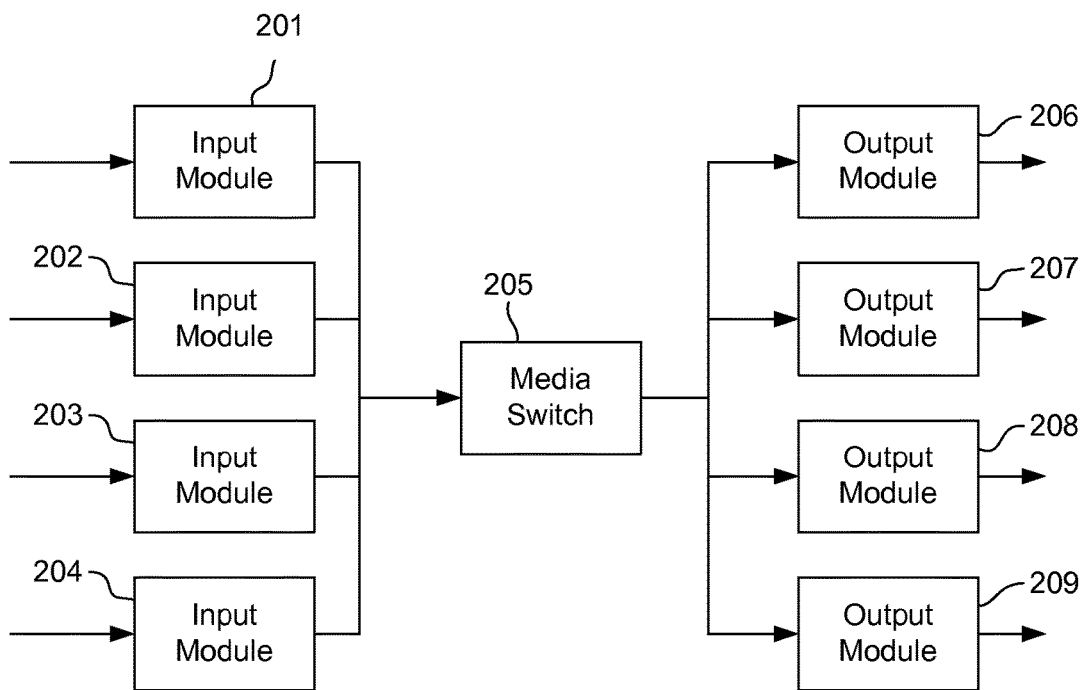 201
Input
Module
202
Input
Module
203
Input
Module
204
Input
Module
205
Media
Switch
206
Output
Module
207
Output
Module
208
Output
Module
209
Output
Module